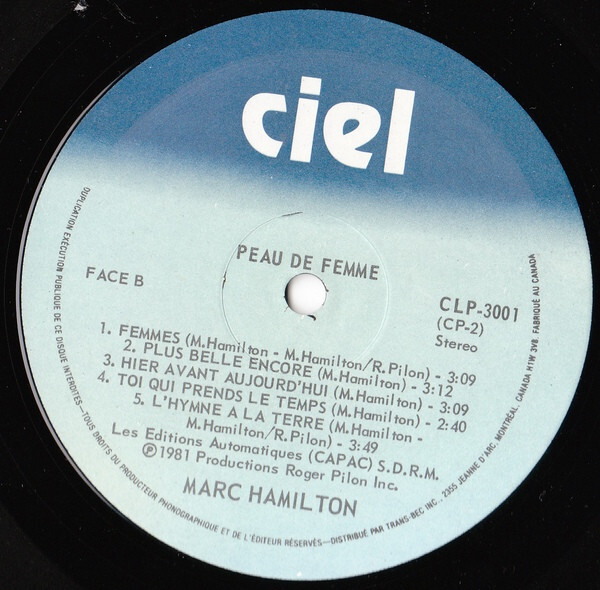 ciel
PEAU DE FEMME
FACE B
CLP-3001
(CP-2)
Stereo
1. FEMMES (M.Hamilton - M.Hamilton/R.Pilon) - 3:09
2. PLUS BELLE ENCORE (M.Hamilton) - 3:12
3. HIER AVANT AUJOURD'HUI (M.Hamilton) - 3:09
4. TOI QUI PRENDS LE TEMPS (M.Hamilton) - 2:40
5. L'HYMNE A LA TERRE (M.Hamilton -
M.Hamilton/R.Pilon) - 3:49
Les Editions Automatiques (CAPAC) S.D.R.M.
Ⓟ1981 Productions Roger Pilon Inc.
MARC HAMILTON
DUPLICATION EXÉCUTION PUBLIQUE DE CE DISQUE INTERDITES—TOUS DROITS DU PRODUCTEUR PHONOGRAPHIQUE ET DE L'ÉDITEUR RÉSERVÉS—DISTRIBUÉ PAR TRANS-BEC INC., 2355 JEANNE D'ARC, MONTRÉAL, CANADA H1W 3V8. FABRIQUÉ AU CANADA